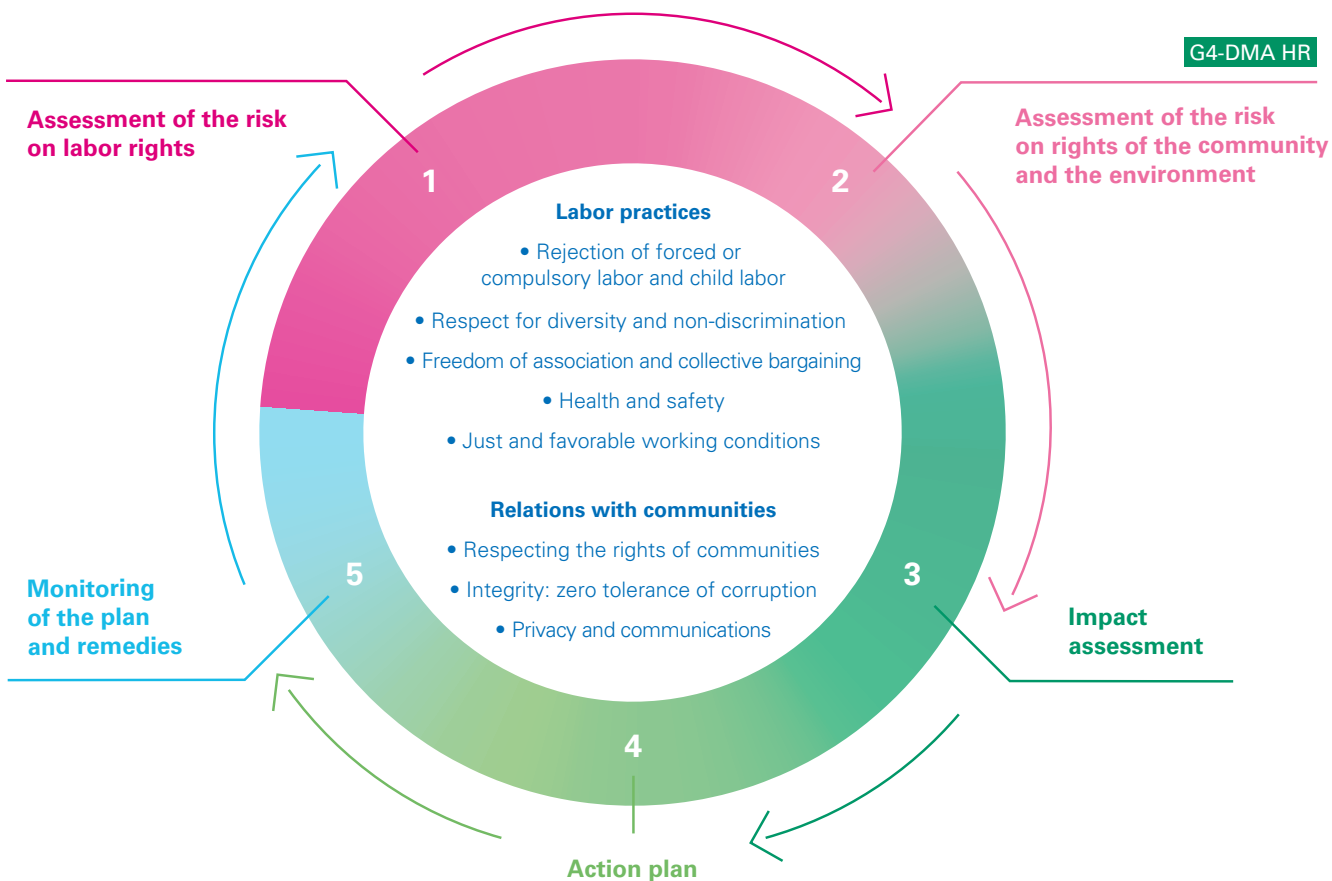 G4-DMA HR
Assessment of the risk
on labor rights
Assessment of the risk
on rights of the community
and the environment
1
2
Labor practices
• Rejection of forced or
compulsory labor and child labor
• Respect for diversity and non-discrimination
• Freedom of association and collective bargaining
• Health and safety
• Just and favorable working conditions
Relations with communities
• Respecting the rights of communities
• Integrity: zero tolerance of corruption
• Privacy and communications
5
3
Monitoring
of the plan
and remedies
Impact
assessment
4
Action plan